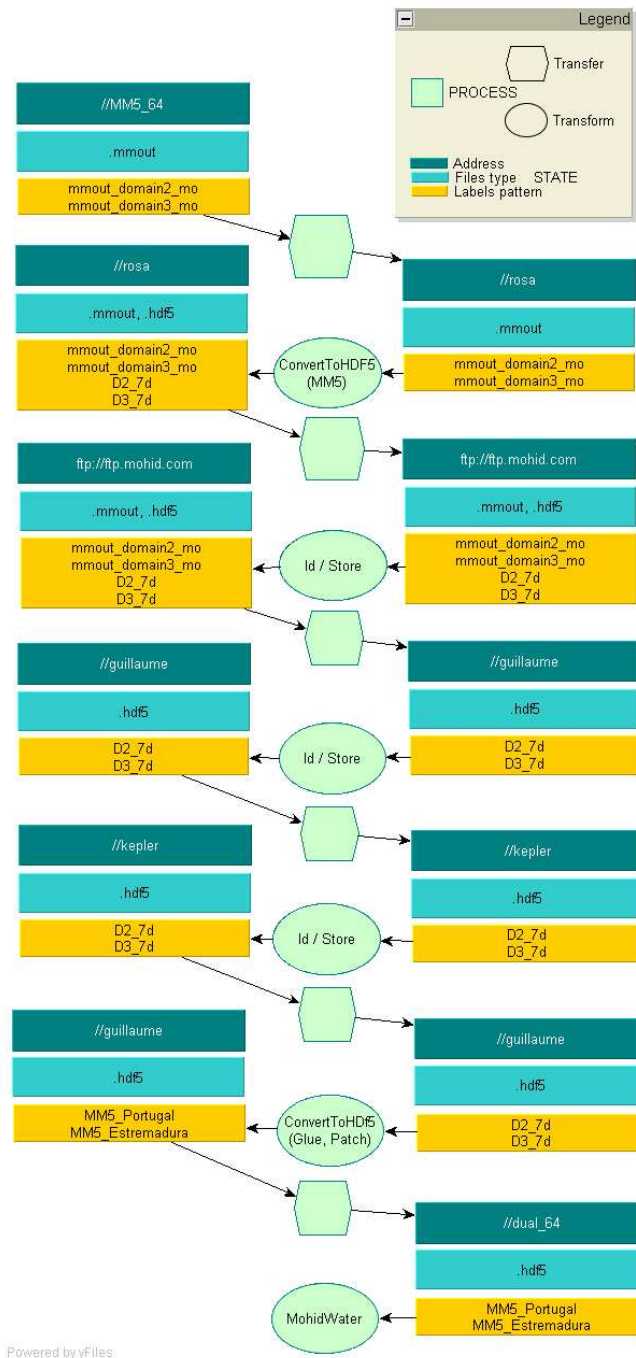 Legend
Transfer
PROCESS
Transform
Address
Files type STATE
Labels pattern
//MM5_64
.mmout
mmout_domain2_mo
mmout_domain3_mo
//rosa
.mmout
mmout_domain2_mo
mmout_domain3_mo
ConvertToHDF5
(MM5)
//rosa
.mmout, .hdf5
mmout_domain2_mo
mmout_domain3_mo
D2_7d
D3_7d
ftp://ftp.mohid.com
.mmout, .hdf5
mmout_domain2_mo
mmout_domain3_mo
D2_7d
D3_7d
Id / Store
ftp://ftp.mohid.com
.mmout, .hdf5
mmout_domain2_mo
mmout_domain3_mo
D2_7d
D3_7d
//guillaume
.hdf5
D2_7d
D3_7d
Id / Store
//guillaume
.hdf5
D2_7d
D3_7d
//kepler
.hdf5
D2_7d
D3_7d
Id / Store
//kepler
.hdf5
D2_7d
D3_7d
//guillaume
.hdf5
D2_7d
D3_7d
ConvertToHDf5
(Glue, Patch)
//guillaume
.hdf5
MM5_Portugal
MM5_Estremadura
//dual_64
.hdf5
MM5_Portugal
MM5_Estremadura
MohidWater
Powered by yFiles